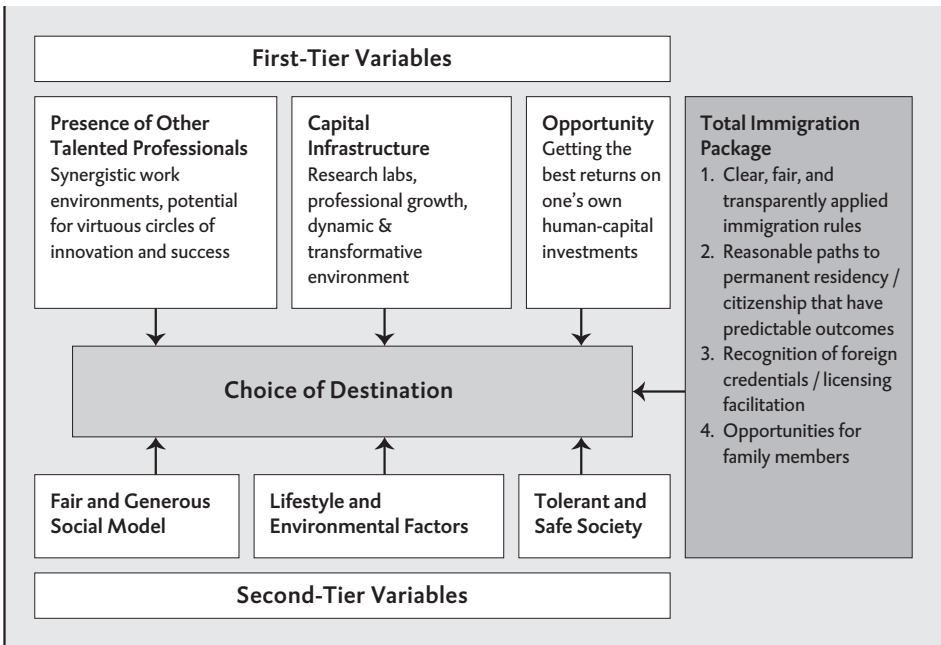 First-Tier Variables
Presence of Other
Talented Professionals
Synergistic work
environments, potential
for virtuous circles of
innovation and success
Capital
Infrastructure
Research labs,
professional growth,
dynamic &
transformative
environment
Opportunity
Getting the
best returns on
one's own
human-capital
investments
Total Immigration
Package
1. Clear, fair, and
transparently applied
immigration rules
2. Reasonable paths to
permanent residency /
citizenship that have
predictable outcomes
3. Recognition of foreign
credentials / licensing
facilitation
4. Opportunities for
family members
Choice of Destination
Fair and Generous
Social Model
Lifestyle and
Environmental Factors
Tolerant and
Safe Society
Second-Tier Variables